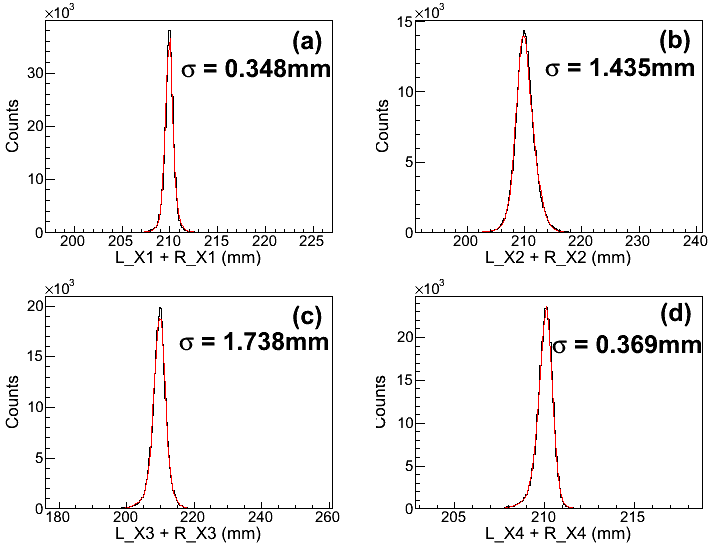 ×10³
(a)
σ = 0.348mm
30
20
10
0
Counts
200 205 210 215 220 225
L_X1 + R_X1 (mm)
×10³
(b)
σ = 1.435mm
15
10
5
0
Counts
200 210 220 230 240
L_X2 + R_X2 (mm)
×10³
(c)
σ = 1.738mm
20
15
10
5
0
Counts
180 200 220 240 260
L_X3 + R_X3 (mm)
×10³
(d)
σ = 0.369mm
20
15
10
5
0
Counts
205 210 215
L_X4 + R_X4 (mm)